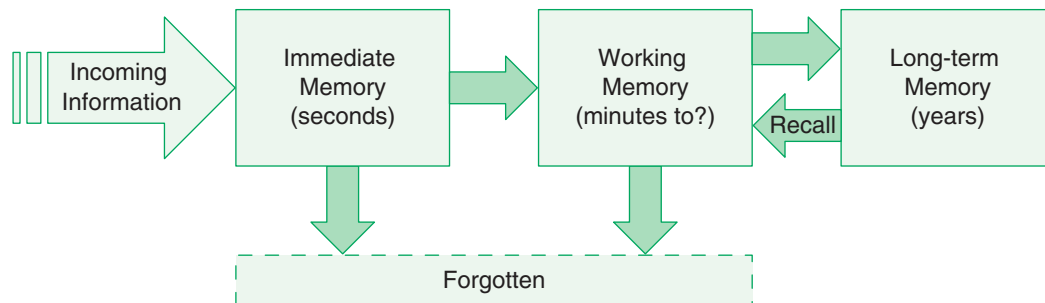 Incoming
Information
Immediate
Memory
(seconds)
Working
Memory
(minutes to?)
Recall
Long-term
Memory
(years)
Forgotten